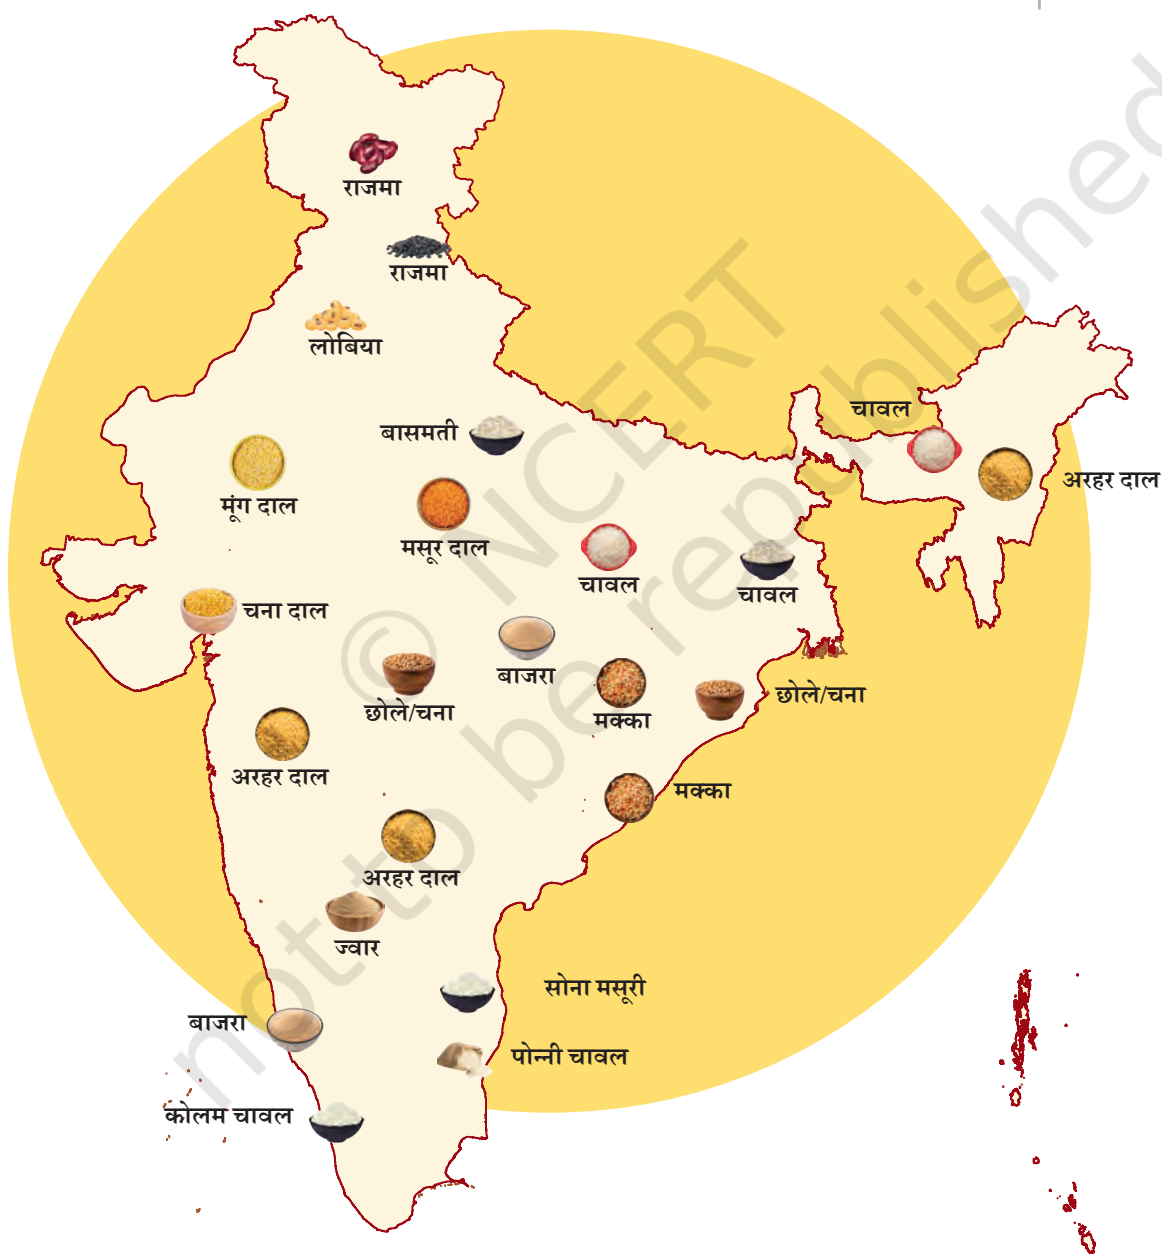 राजमा
राजमा
लोबिया
चावल
बासमती
अरहर दाल
मूंग दाल
मसूर दाल
चावल
चावल
चना दाल
बाजरा
छोले/चना
मक्का
छोले/चना
अरहर दाल
मक्का
अरहर दाल
ज्वार
सोना मसूरी
बाजरा
पोन्नी चावल
कोलम चावल
© NCERT
not to be republished